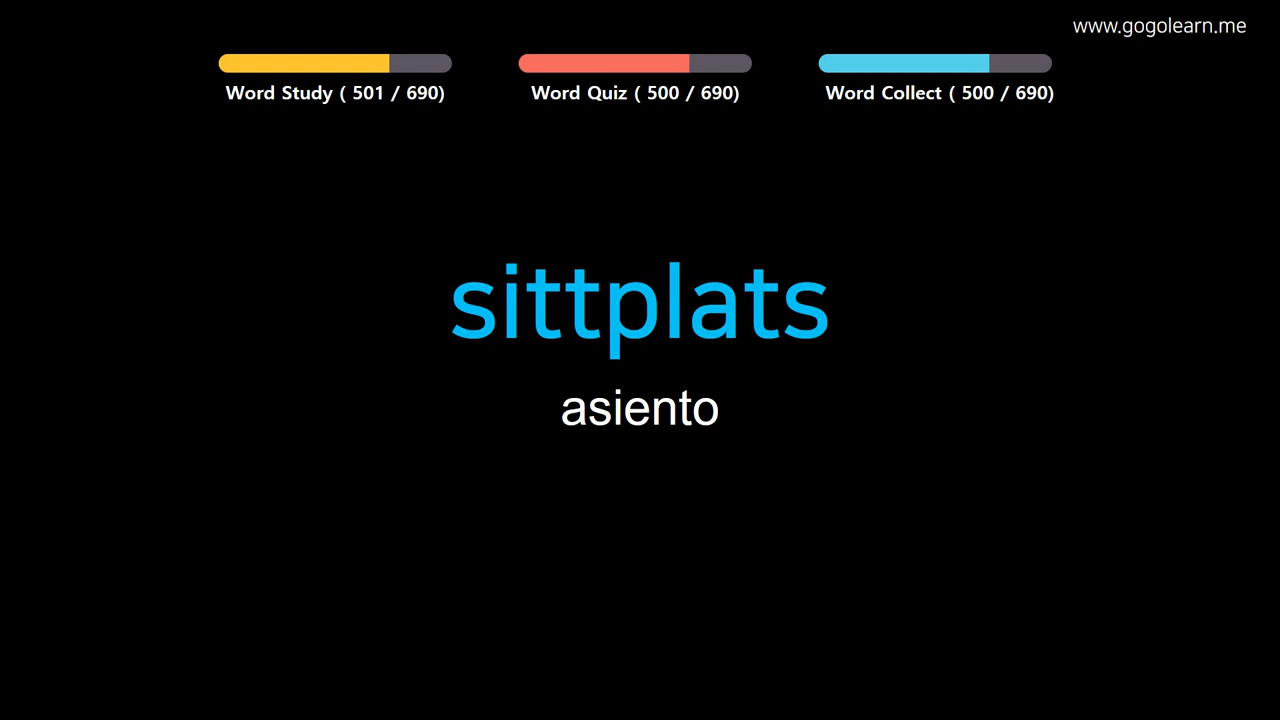 www.gogolearn.me
Word Study ( 501 / 690)
Word Quiz ( 500 / 690)
Word Collect ( 500 / 690)
sittplats
asiento